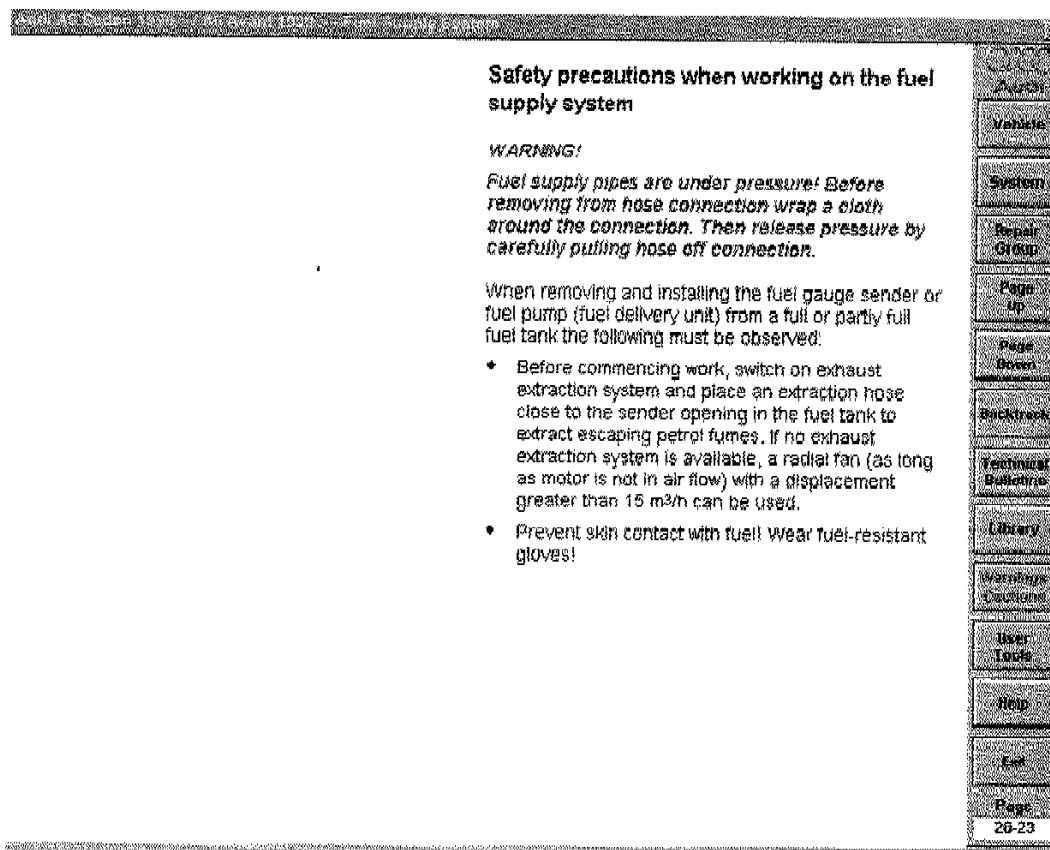 Safety precautions when working on the fuel
supply system
WARNING!
Fuel supply pipes are under pressure! Before
removing from hose connection wrap a cloth
around the connection. Then release pressure by
carefully pulling hose off connection.
When removing and installing the fuel gauge sender or
fuel pump (fuel delivery unit) from a full or partly full
fuel tank the following must be observed:
♦ Before commencing work, switch on exhaust
extraction system and place an extraction hose
close to the sender opening in the fuel tank to
extract escaping petrol fumes. If no exhaust
extraction system is available, a radial fan (as long
as motor is not in air flow) with a displacement
greater than 15 m³/h can be used.
♦ Prevent skin contact with fuel! Wear fuel-resistant
gloves!
Vehicle
System
Repair
Group
Page
Up
Page
Down
Backtrack
Technical
Bulletins
Library
Warnings
Cautions
User
Tools
Help
Exit
Page
26-23